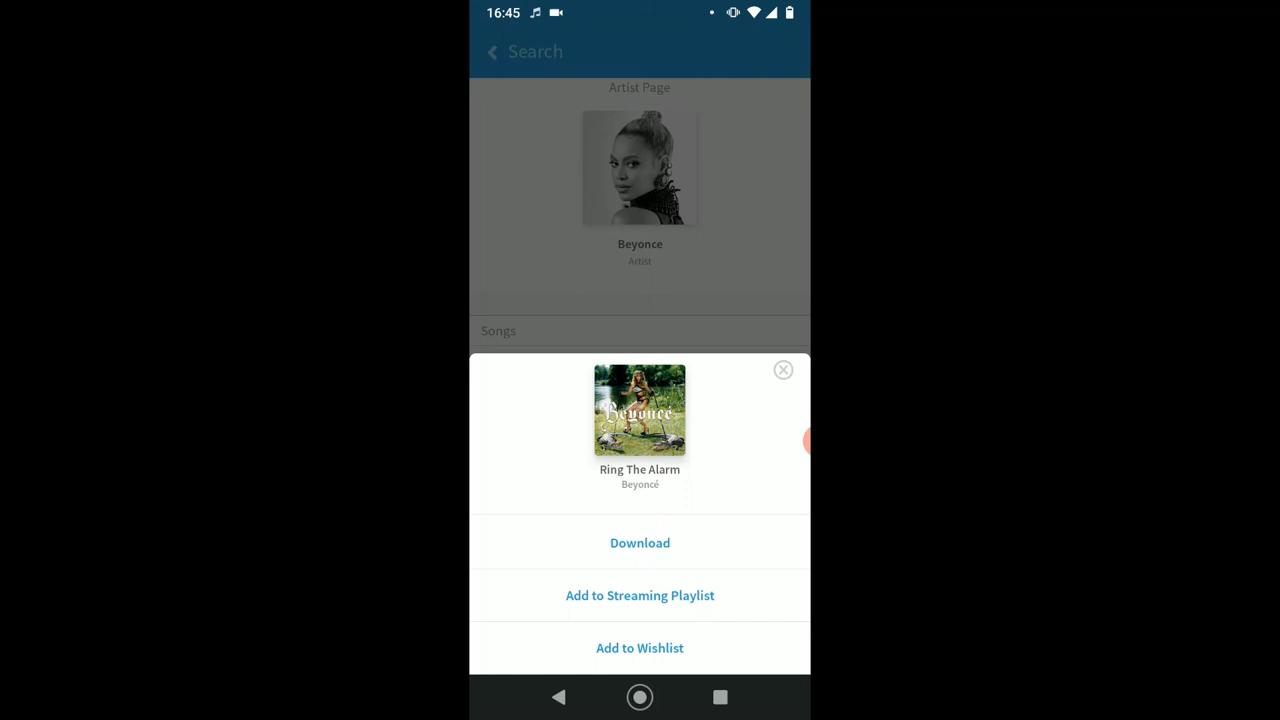 16:45
Search
Artist Page
Beyonce
Artist
Songs
Beyoncé
Ring The Alarm
Beyoncé
Download
Add to Streaming Playlist
Add to Wishlist